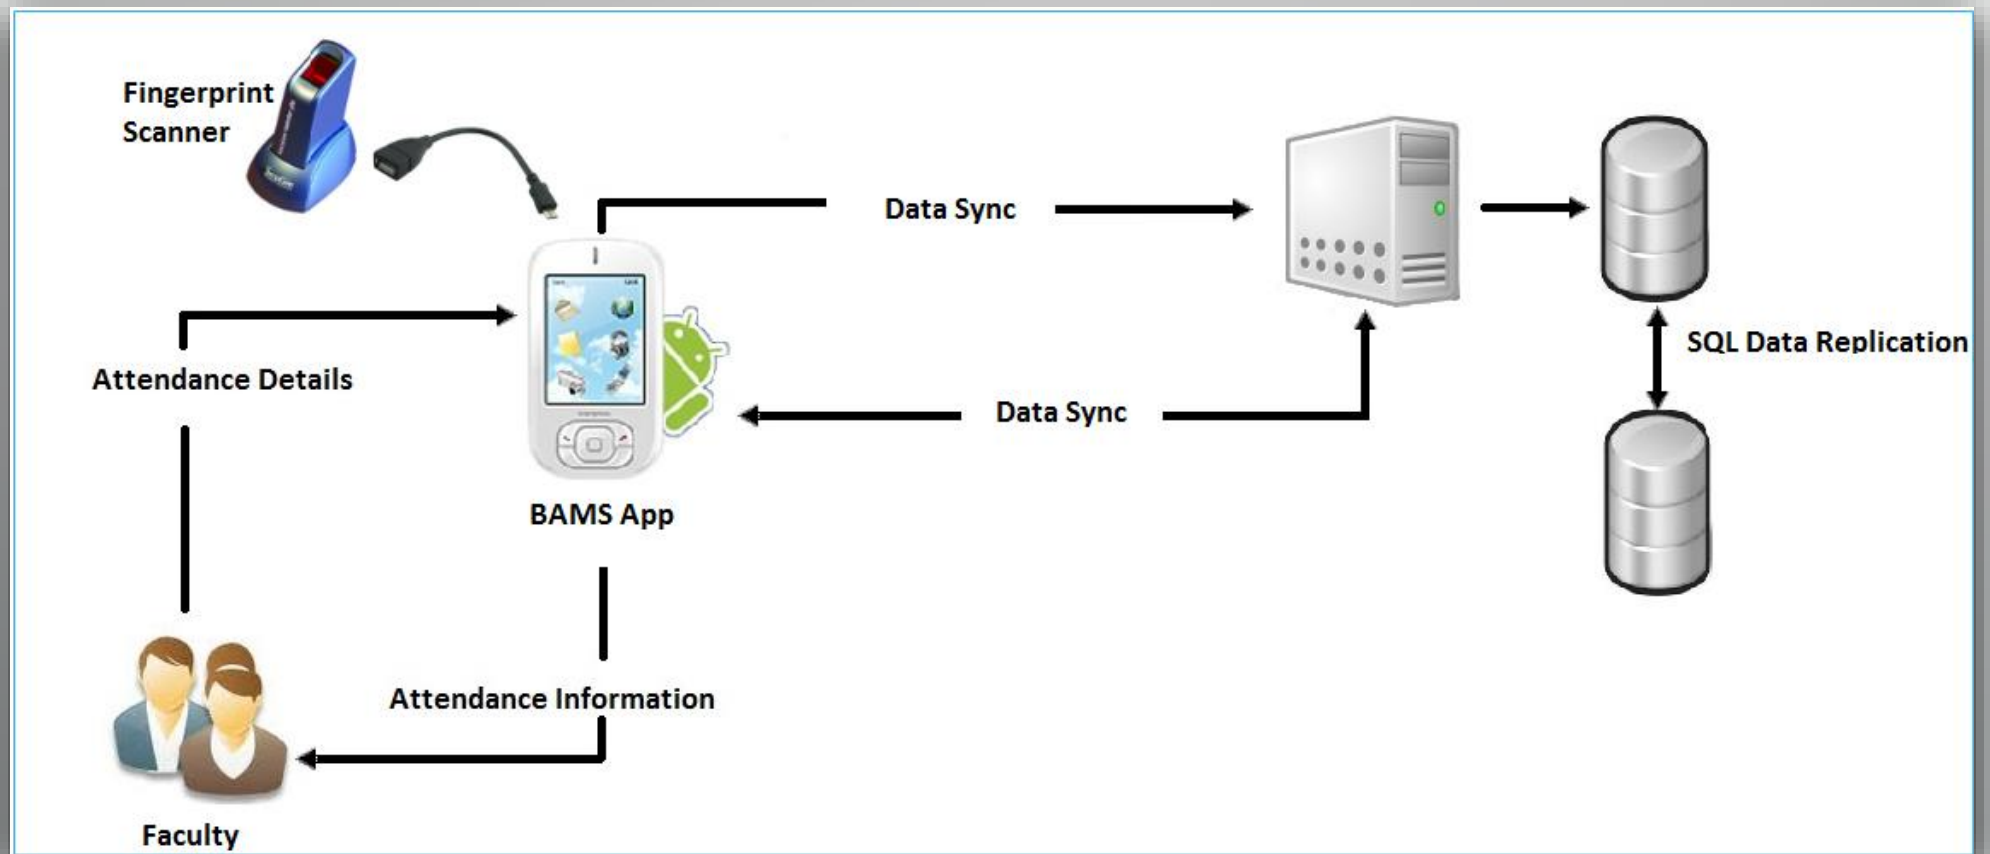 Fingerprint
Scanner
Data Sync
SQL Data Replication
Attendance Details
Data Sync
BAMS App
Attendance Information
Faculty